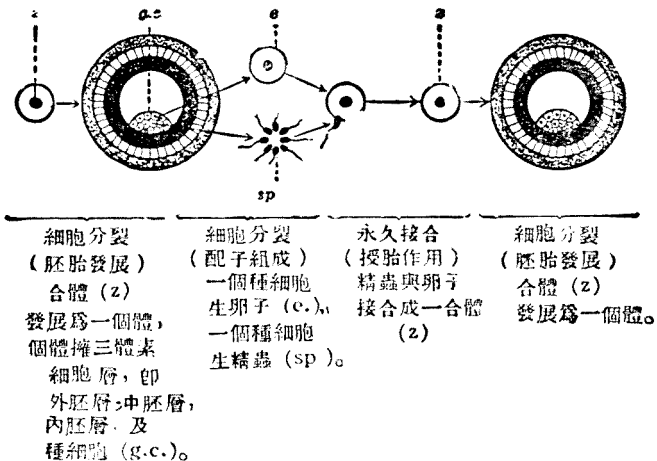 z g.c e z
sp
細胞分裂
(胚胎發展)
合體 (z)
發展爲一個體,
個體擁三體素
細胞層, 卽
外胚層,中胚層,
內胚層、及
種細胞 (g.c.)。
細胞分裂
(配子組成)
一個種細胞
生卵子 (e.),
一個種細胞
生精蟲 (sp)。
永久接合
(授胎作用)
精蟲與卵子
接合成一合體
(z)
細胞分裂
(胚胎發展)
合體 (z)
發展爲一個體。